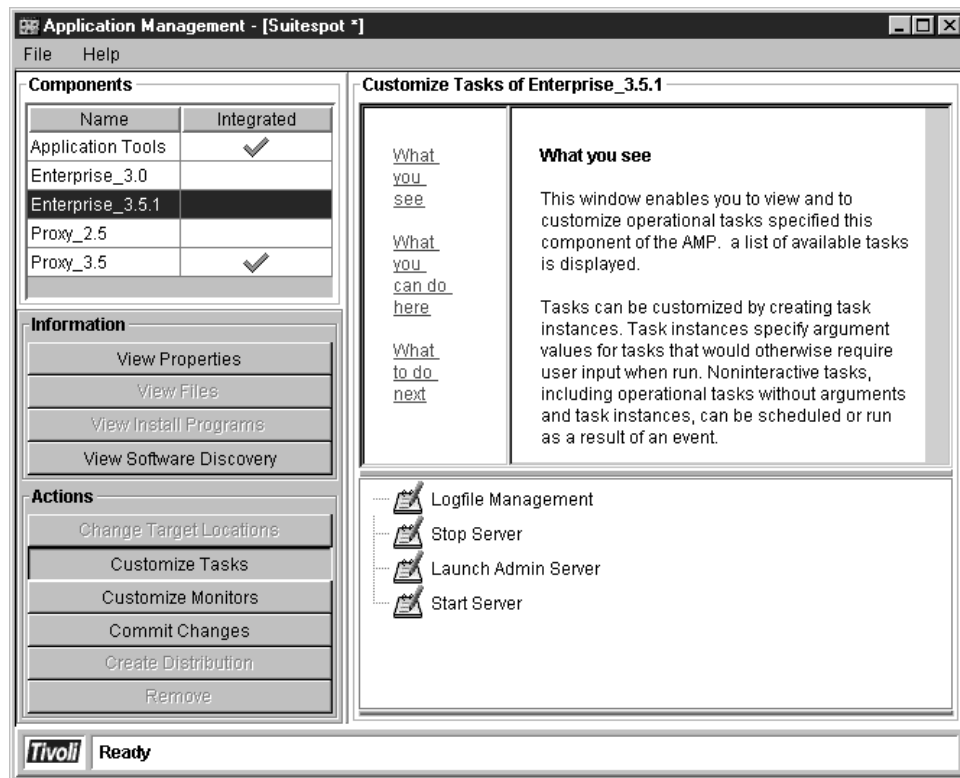 Application Management - [Suitespot *]
File Help
Components
Name Integrated
Application Tools
Enterprise_3.0
Enterprise_3.5.1
Proxy_2.5
Proxy_3.5
Information
View Properties
View Files
View Install Programs
View Software Discovery
Actions
Change Target Locations
Customize Tasks
Customize Monitors
Commit Changes
Create Distribution
Remove
Customize Tasks of Enterprise_3.5.1
What
you
see
What
you
can do
here
What
to do
next
What you see
This window enables you to view and to
customize operational tasks specified this
component of the AMP.  a list of available tasks
is displayed.
Tasks can be customized by creating task
instances. Task instances specify argument
values for tasks that would otherwise require
user input when run. Noninteractive tasks,
including operational tasks without arguments
and task instances, can be scheduled or run
as a result of an event.
Logfile Management
Stop Server
Launch Admin Server
Start Server
Tivoli Ready